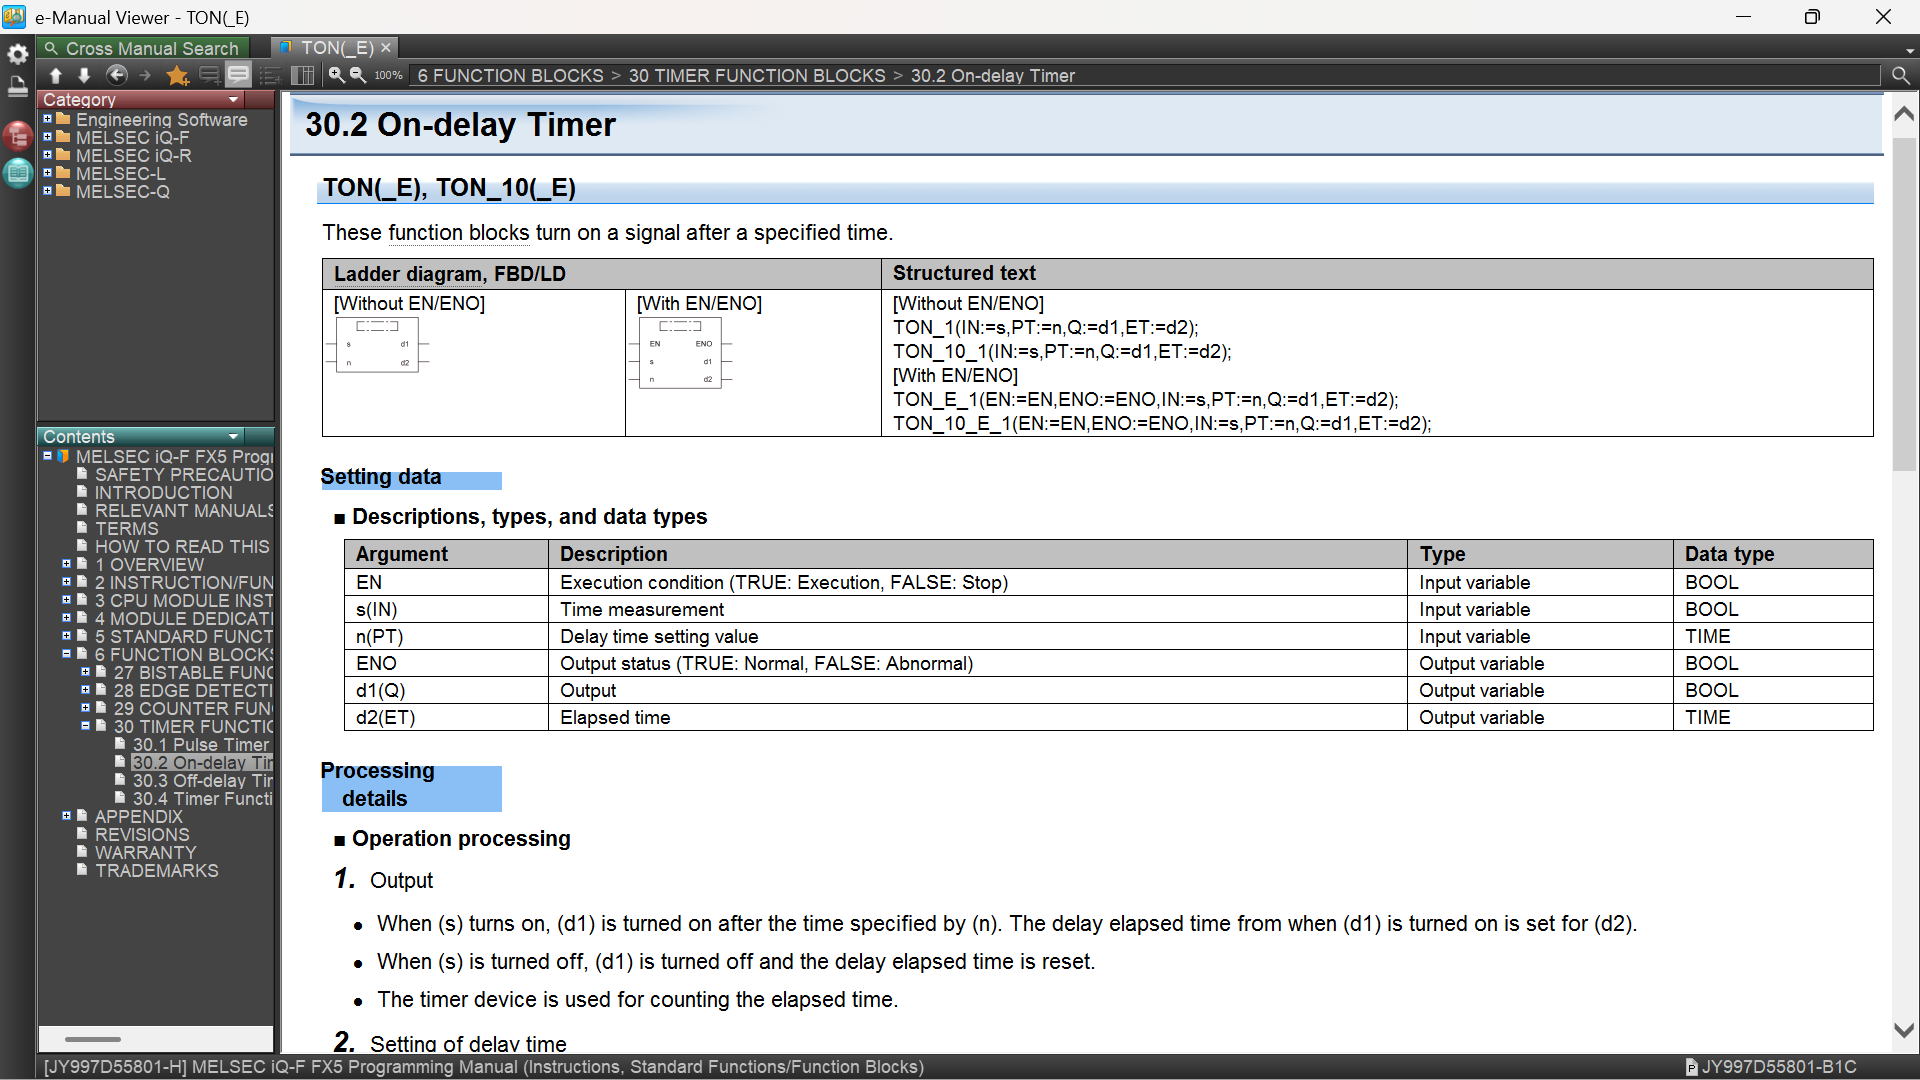 e-Manual Viewer - TON(_E)
Cross Manual Search
TON(_E)
100%
6 FUNCTION BLOCKS > 30 TIMER FUNCTION BLOCKS > 30.2 On-delay Timer
Category
Engineering Software
MELSEC iQ-F
MELSEC iQ-R
MELSEC-L
MELSEC-Q
Contents
MELSEC iQ-F FX5 Progr
SAFETY PRECAUTIO
INTRODUCTION
RELEVANT MANUALS
TERMS
HOW TO READ THIS
1 OVERVIEW
2 INSTRUCTION/FUN
3 CPU MODULE INST
4 MODULE DEDICATI
5 STANDARD FUNCT
6 FUNCTION BLOCKS
27 BISTABLE FUNC
28 EDGE DETECTI
29 COUNTER FUN
30 TIMER FUNCTIO
30.1 Pulse Timer
30.2 On-delay Tim
30.3 Off-delay Tim
30.4 Timer Functi
APPENDIX
REVISIONS
WARRANTY
TRADEMARKS
30.2 On-delay Timer
TON(_E), TON_10(_E)
These function blocks turn on a signal after a specified time.
Ladder diagram, FBD/LD
Structured text
[Without EN/ENO]
s d1
n d2
[With EN/ENO]
EN ENO
s d1
n d2
[Without EN/ENO]
TON_1(IN:=s,PT:=n,Q:=d1,ET:=d2);
TON_10_1(IN:=s,PT:=n,Q:=d1,ET:=d2);
[With EN/ENO]
TON_E_1(EN:=EN,ENO:=ENO,IN:=s,PT:=n,Q:=d1,ET:=d2);
TON_10_E_1(EN:=EN,ENO:=ENO,IN:=s,PT:=n,Q:=d1,ET:=d2);
Setting data
■ Descriptions, types, and data types
Argument Description Type Data type
EN Execution condition (TRUE: Execution, FALSE: Stop) Input variable BOOL
s(IN) Time measurement Input variable BOOL
n(PT) Delay time setting value Input variable TIME
ENO Output status (TRUE: Normal, FALSE: Abnormal) Output variable BOOL
d1(Q) Output Output variable BOOL
d2(ET) Elapsed time Output variable TIME
Processing
details
■ Operation processing
1. Output
• When (s) turns on, (d1) is turned on after the time specified by (n). The delay elapsed time from when (d1) is turned on is set for (d2).
• When (s) is turned off, (d1) is turned off and the delay elapsed time is reset.
• The timer device is used for counting the elapsed time.
2. Setting of delay time
[JY997D55801-H] MELSEC iQ-F FX5 Programming Manual (Instructions, Standard Functions/Function Blocks)
P JY997D55801-B1C